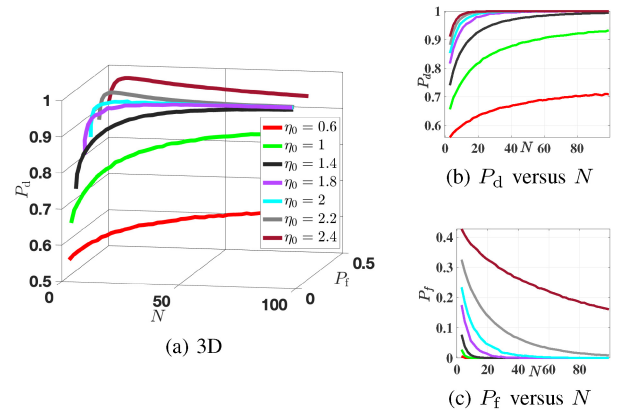 1
0.9
0.8
0.7
0.6
0.5
P_d
0
50
100
N
0
0.5
P_f
η_0 = 0.6
η_0 = 1
η_0 = 1.4
η_0 = 1.8
η_0 = 2
η_0 = 2.2
η_0 = 2.4
(a) 3D
1
0.9
0.8
0.7
0.6
P_d
0 20 40 N 60 80
(b) P_d versus N
0.4
0.3
0.2
0.1
0
P_f
0 20 40 N 60 80
(c) P_f versus N